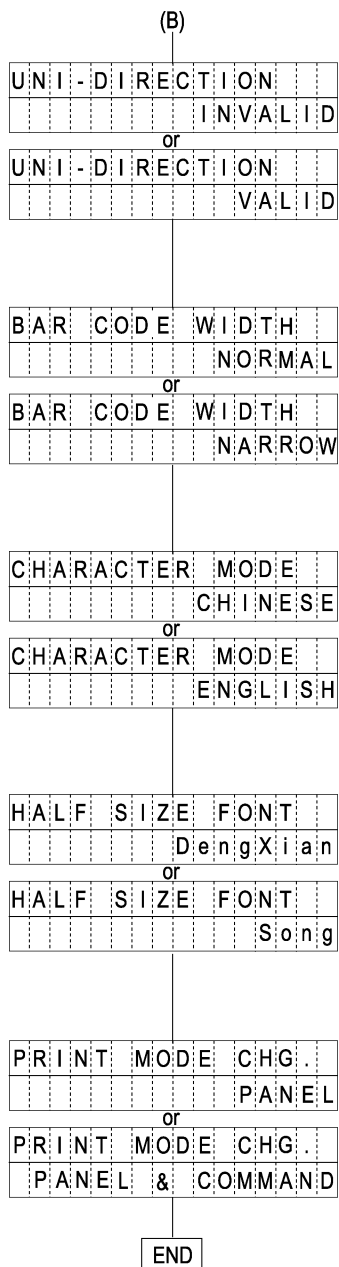 (B)
UNI-DIRECTION
INVALID
or
UNI-DIRECTION
VALID
BAR CODE WIDTH
NORMAL
or
BAR CODE WIDTH
NARROW
CHARACTER MODE
CHINESE
or
CHARACTER MODE
ENGLISH
HALF SIZE FONT
DengXian
or
HALF SIZE FONT
Song
PRINT MODE CHG.
PANEL
or
PRINT MODE CHG.
PANEL & COMMAND
END